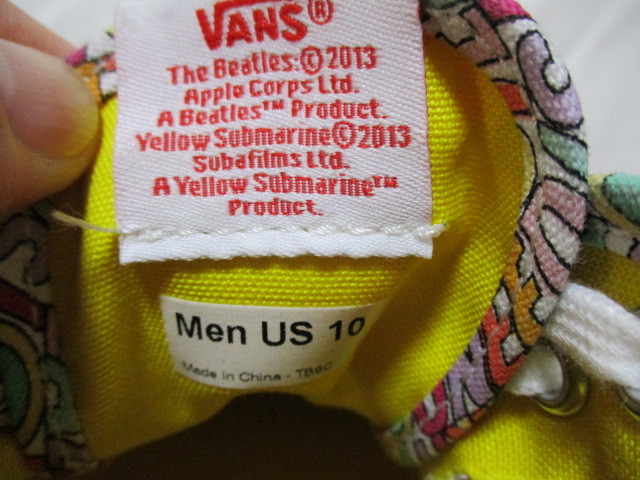 VANS®
The Beatles:©2013
Apple Corps Ltd.
A Beatles™ Product.
Yellow Submarine©2013
Subafilms Ltd.
A Yellow Submarine™
Product.
Men US 10
Made in China - TB9C